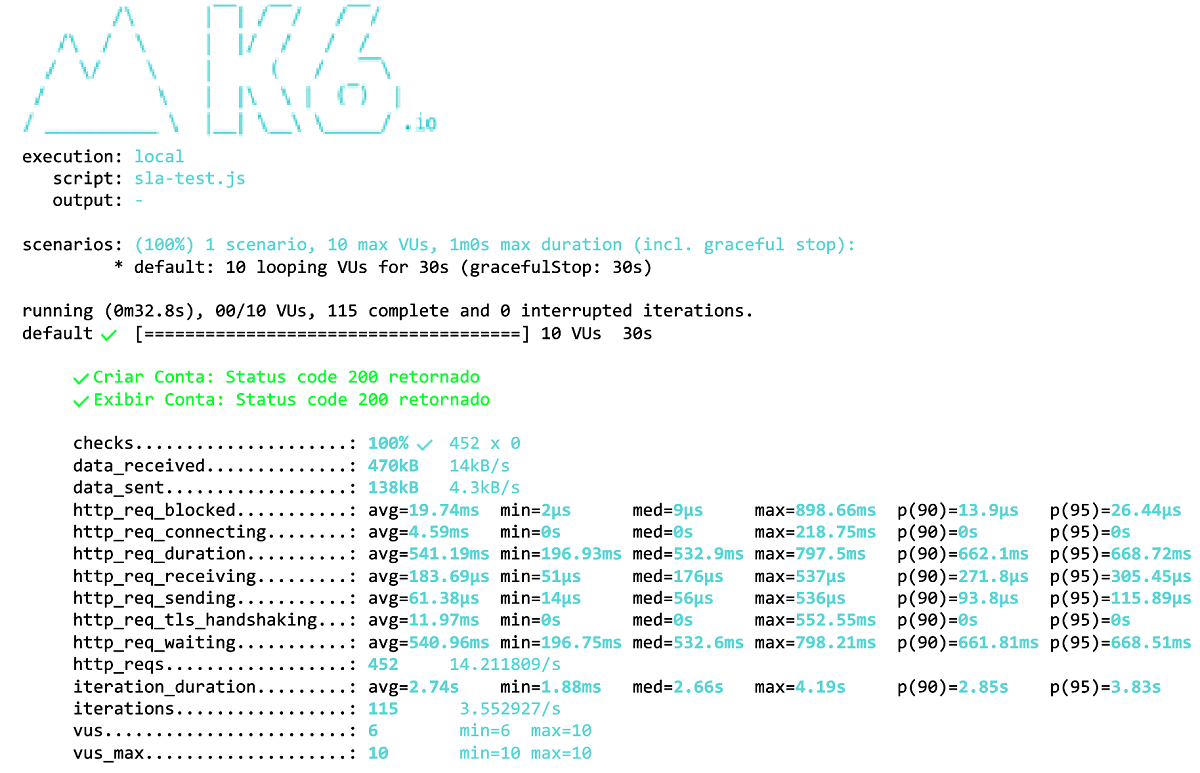 K6
.io
execution: local
script: sla-test.js
output: -
scenarios: (100%) 1 scenario, 10 max VUs, 1m0s max duration (incl. graceful stop):
* default: 10 looping VUs for 30s (gracefulStop: 30s)
running (0m32.8s), 00/10 VUs, 115 complete and 0 interrupted iterations.
default ✓ [=====================================] 10 VUs 30s
✓ Criar Conta: Status code 200 retornado
✓ Exibir Conta: Status code 200 retornado
checks.....................: 100% ✓ 452 x 0
data_received..............: 470kB 14kB/s
data_sent..................: 138kB 4.3kB/s
http_req_blocked...........: avg=19.74ms min=2µs med=9µs max=898.66ms p(90)=13.9µs p(95)=26.44µs
http_req_connecting........: avg=4.59ms min=0s med=0s max=218.75ms p(90)=0s p(95)=0s
http_req_duration..........: avg=541.19ms min=196.93ms med=532.9ms max=797.5ms p(90)=662.1ms p(95)=668.72ms
http_req_receiving.........: avg=183.69µs min=51µs med=176µs max=537µs p(90)=271.8µs p(95)=305.45µs
http_req_sending...........: avg=61.38µs min=14µs med=56µs max=536µs p(90)=93.8µs p(95)=115.89µs
http_req_tls_handshaking...: avg=11.97ms min=0s med=0s max=552.55ms p(90)=0s p(95)=0s
http_req_waiting...........: avg=540.96ms min=196.75ms med=532.6ms max=798.21ms p(90)=661.81ms p(95)=668.51ms
http_reqs..................: 452 14.211809/s
iteration_duration.........: avg=2.74s min=1.88ms med=2.66s max=4.19s p(90)=2.85s p(95)=3.83s
iterations.................: 115 3.552927/s
vus........................: 6 min=6 max=10
vus_max....................: 10 min=10 max=10